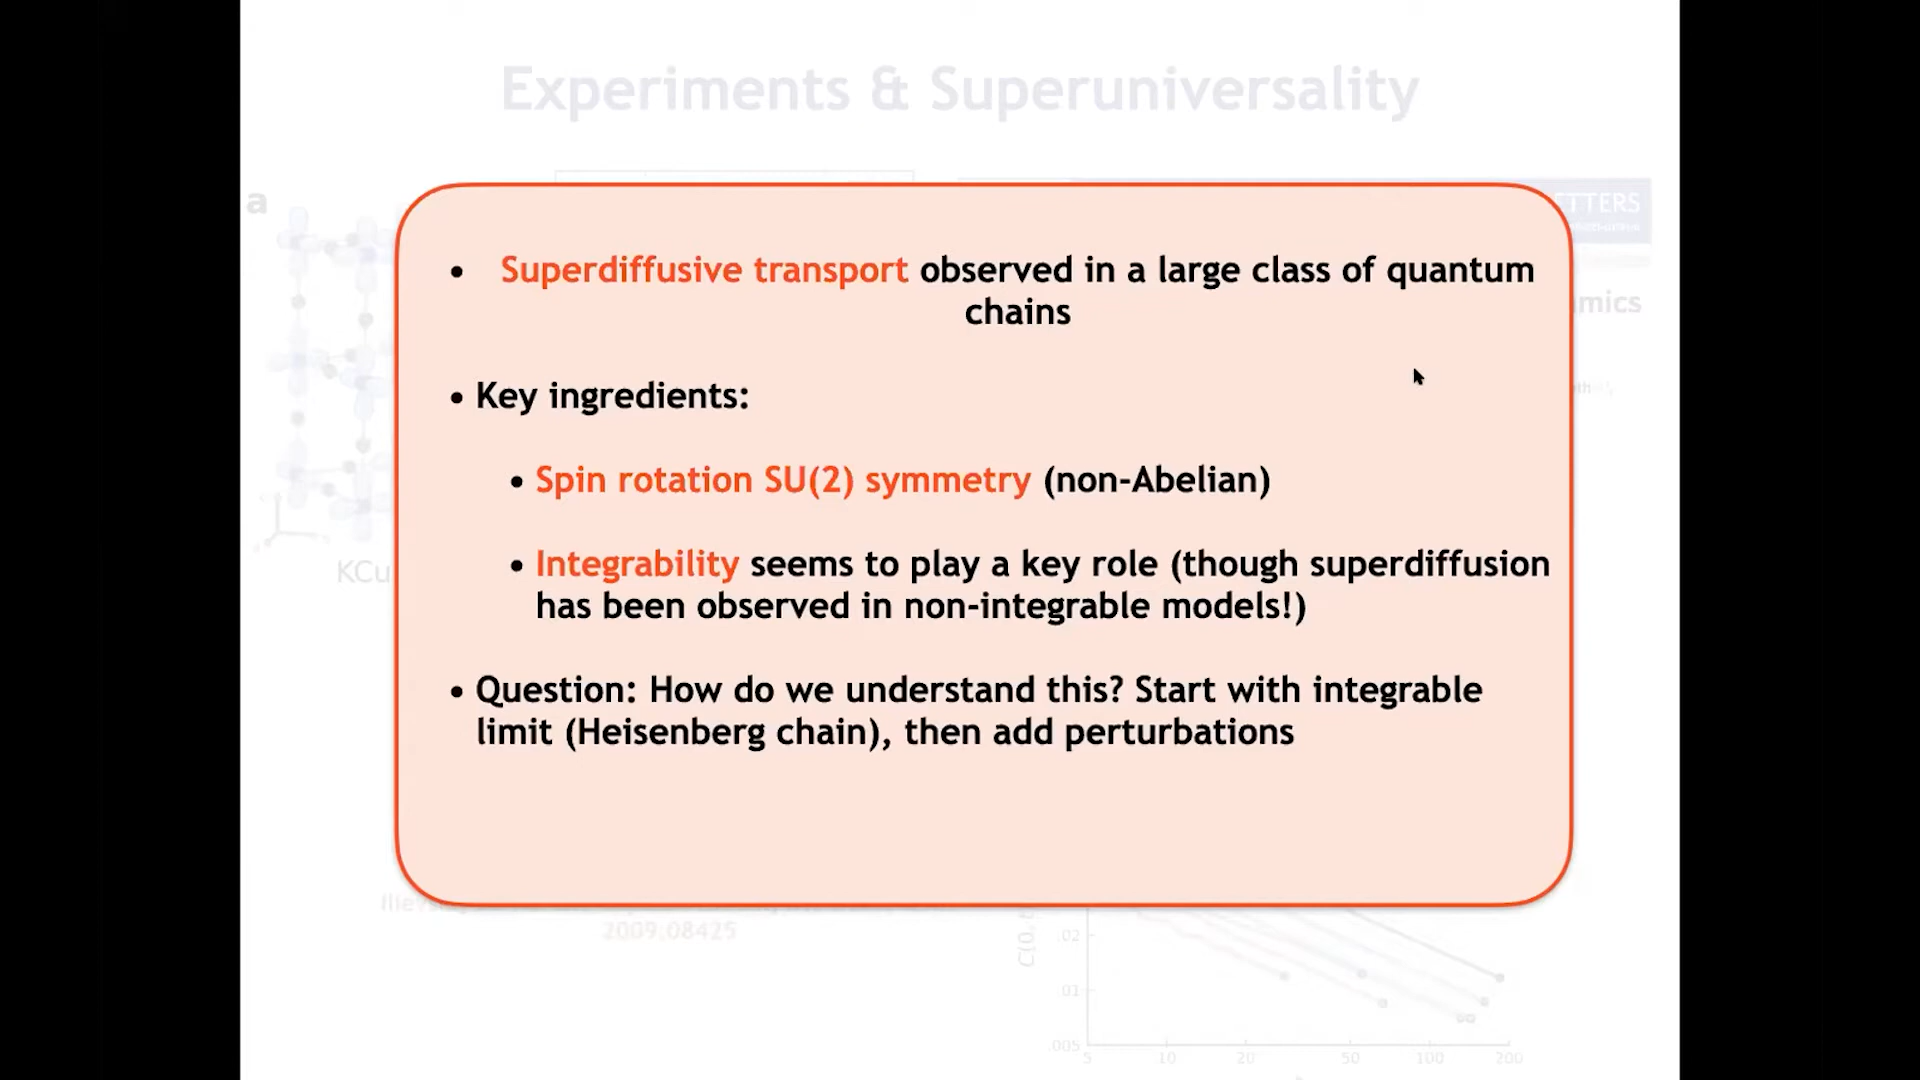 Experiments & Superuniversality
a
ETTERS
• Superdiffusive transport observed in a large class of quantum
chains
amics
• Key ingredients:
• Spin rotation SU(2) symmetry (non-Abelian)
• Integrability seems to play a key role (though superdiffusion
has been observed in non-integrable models!)
KCu
• Question: How do we understand this? Start with integrable
limit (Heisenberg chain), then add perturbations
2009.08425
C(0,
.02
.01
005
5 10 20 50 100 200